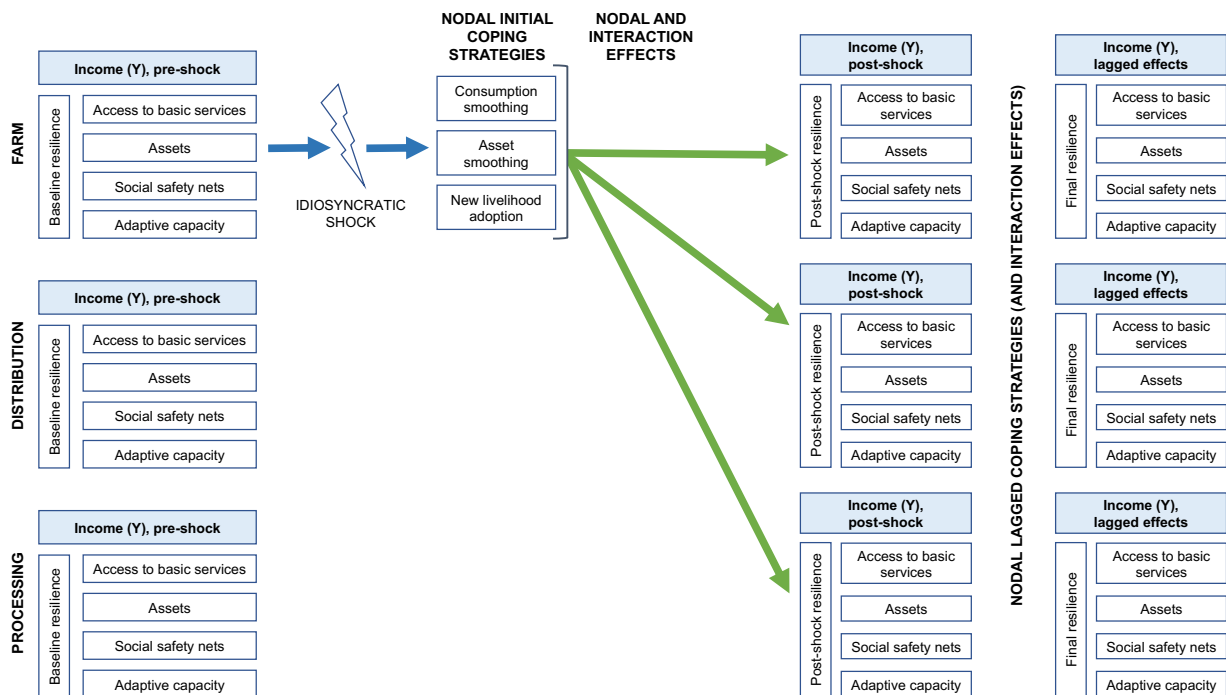 NODAL INITIAL
COPING
STRATEGIES
NODAL AND
INTERACTION
EFFECTS
FARM
Income (Y), pre-shock
Baseline resilience
Access to basic services
Assets
Social safety nets
Adaptive capacity
IDIOSYNCRATIC
SHOCK
Consumption
smoothing
Asset
smoothing
New livelihood
adoption
Income (Y),
post-shock
Post-shock resilience
Access to basic
services
Assets
Social safety nets
Adaptive capacity
NODAL LAGGED COPING STRATEGIES (AND INTERACTION EFFECTS)
Income (Y),
lagged effects
Final resilience
Access to basic
services
Assets
Social safety nets
Adaptive capacity
DISTRIBUTION
Income (Y), pre-shock
Baseline resilience
Access to basic services
Assets
Social safety nets
Adaptive capacity
Income (Y),
post-shock
Post-shock resilience
Access to basic
services
Assets
Social safety nets
Adaptive capacity
Income (Y),
lagged effects
Final resilience
Access to basic
services
Assets
Social safety nets
Adaptive capacity
PROCESSING
Income (Y), pre-shock
Baseline resilience
Access to basic services
Assets
Social safety nets
Adaptive capacity
Income (Y),
post-shock
Post-shock resilience
Access to basic
services
Assets
Social safety nets
Adaptive capacity
Income (Y),
lagged effects
Final resilience
Access to basic
services
Assets
Social safety nets
Adaptive capacity